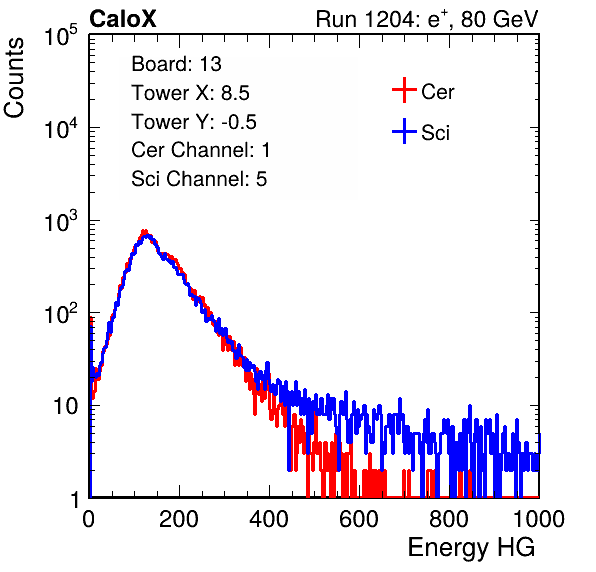 CaloX Run 1204: e⁺, 80 GeV
Counts
10⁵
10⁴
10³
10²
10
1
Board: 13
Tower X: 8.5
Tower Y: -0.5
Cer Channel: 1
Sci Channel: 5
Cer
Sci
0 200 400 600 800 1000
Energy HG